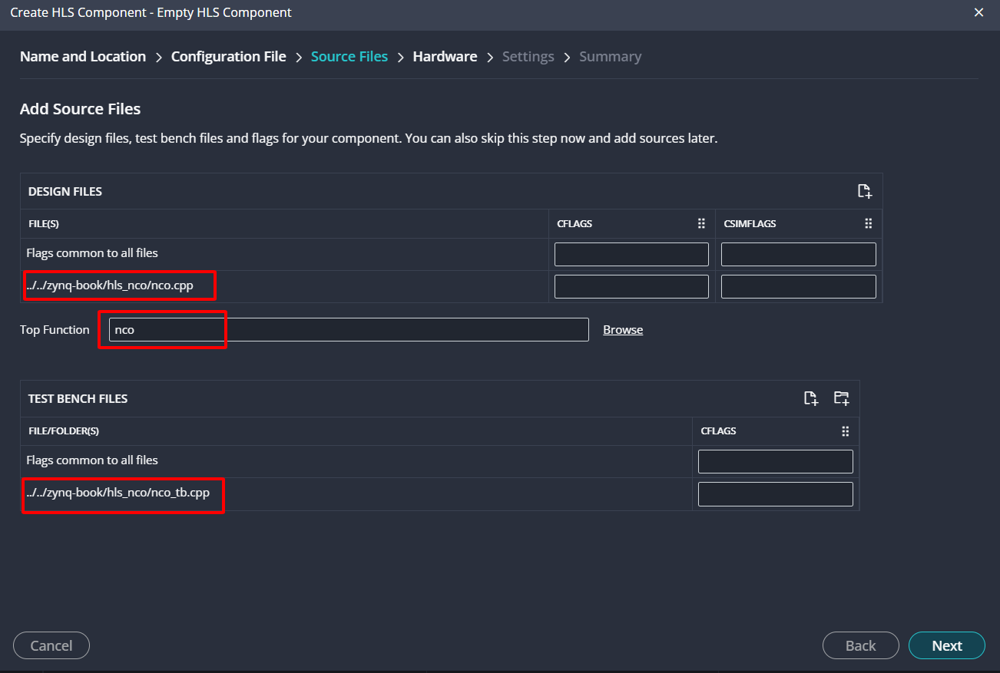 Create HLS Component - Empty HLS Component
Name and Location > Configuration File > Source Files > Hardware > Settings > Summary
Add Source Files
Specify design files, test bench files and flags for your component. You can also skip this step now and add sources later.
DESIGN FILES
FILE(S) CFLAGS CSIMFLAGS
Flags common to all files
../../zynq-book/hls_nco/nco.cpp
Top Function nco Browse
TEST BENCH FILES
FILE/FOLDER(S) CFLAGS
Flags common to all files
../../zynq-book/hls_nco/nco_tb.cpp
Cancel Back Next